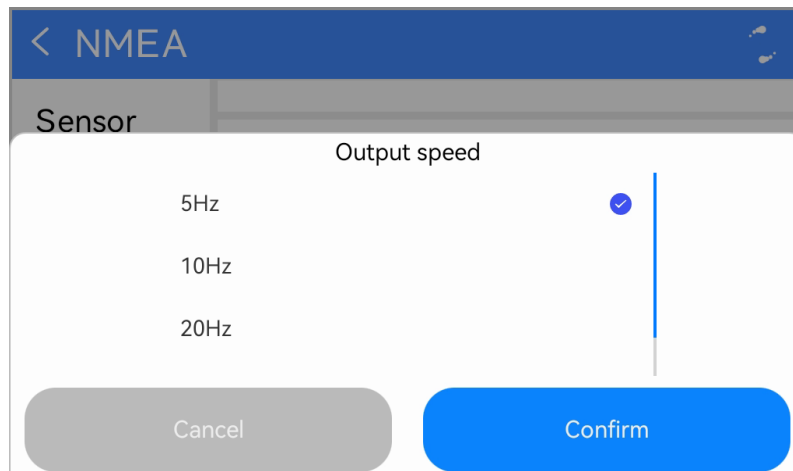 NMEA
Sensor
Output speed
5Hz
10Hz
20Hz
Cancel
Confirm